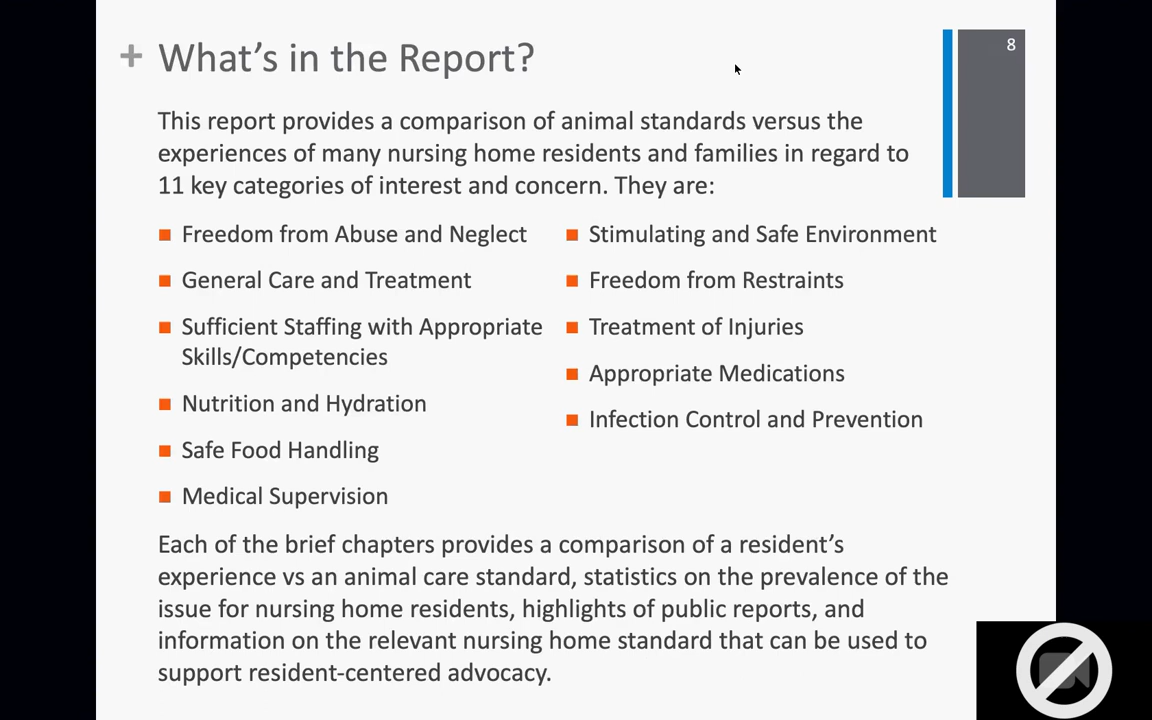 8
+ What's in the Report?
This report provides a comparison of animal standards versus the
experiences of many nursing home residents and families in regard to
11 key categories of interest and concern. They are:
Freedom from Abuse and Neglect
General Care and Treatment
Sufficient Staffing with Appropriate
Skills/Competencies
Nutrition and Hydration
Safe Food Handling
Medical Supervision
Stimulating and Safe Environment
Freedom from Restraints
Treatment of Injuries
Appropriate Medications
Infection Control and Prevention
Each of the brief chapters provides a comparison of a resident's
experience vs an animal care standard, statistics on the prevalence of the
issue for nursing home residents, highlights of public reports, and
information on the relevant nursing home standard that can be used to
support resident-centered advocacy.